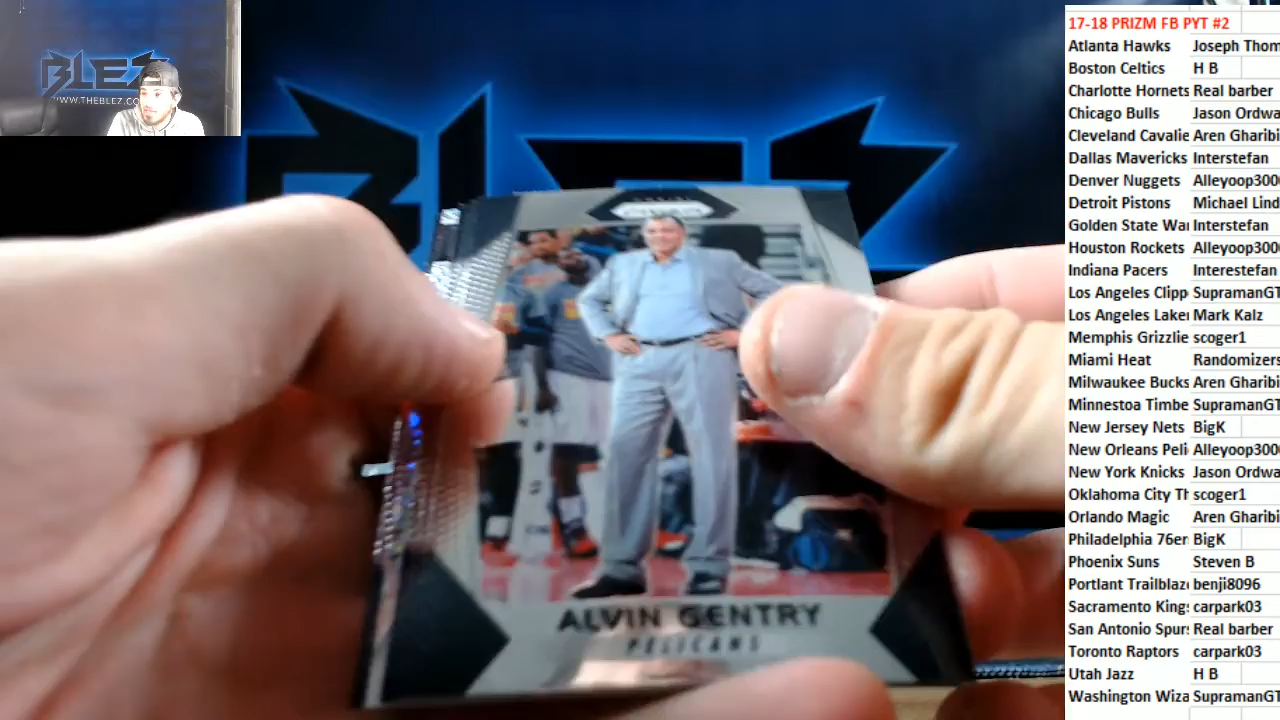 BLEZ
WWW.THEBLEZ.CO
BLEZ
ALVIN GENTRY
PELICANS
17-18 PRIZM FB PYT #2
Atlanta Hawks Joseph Thom
Boston Celtics H B
Charlotte Hornets Real barber
Chicago Bulls Jason Ordwa
Cleveland Cavalie Aren Gharibi
Dallas Mavericks Interstefan
Denver Nuggets Alleyoop3000
Detroit Pistons Michael Lind
Golden State Wa Interstefan
Houston Rockets Alleyoop3000
Indiana Pacers Interestefan
Los Angeles Clipp SupramanGT
Los Angeles Laker Mark Kalz
Memphis Grizzlie scoger1
Miami Heat Randomizers
Milwaukee Bucks Aren Gharibi
Minnestoa Timbe SupramanGT
New Jersey Nets BigK
New Orleans Peli Alleyoop3000
New York Knicks Jason Ordwa
Oklahoma City Th scoger1
Orlando Magic Aren Gharibi
Philadelphia 76er BigK
Phoenix Suns Steven B
Portlant Trailblaz benji8096
Sacramento King carpark03
San Antonio Spur Real barber
Toronto Raptors carpark03
Utah Jazz H B
Washington Wiza SupramanGT